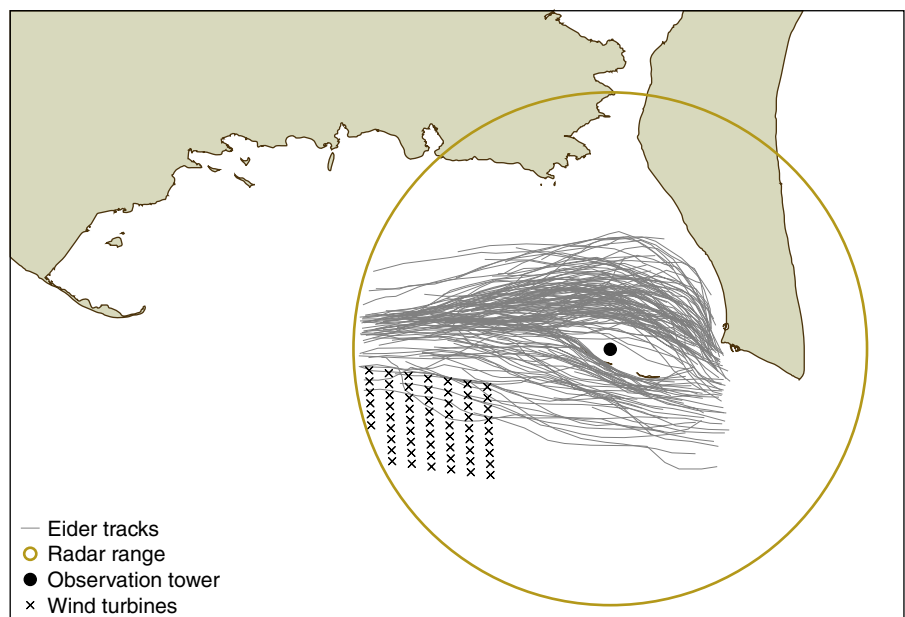 Eider tracks
Radar range
Observation tower
Wind turbines